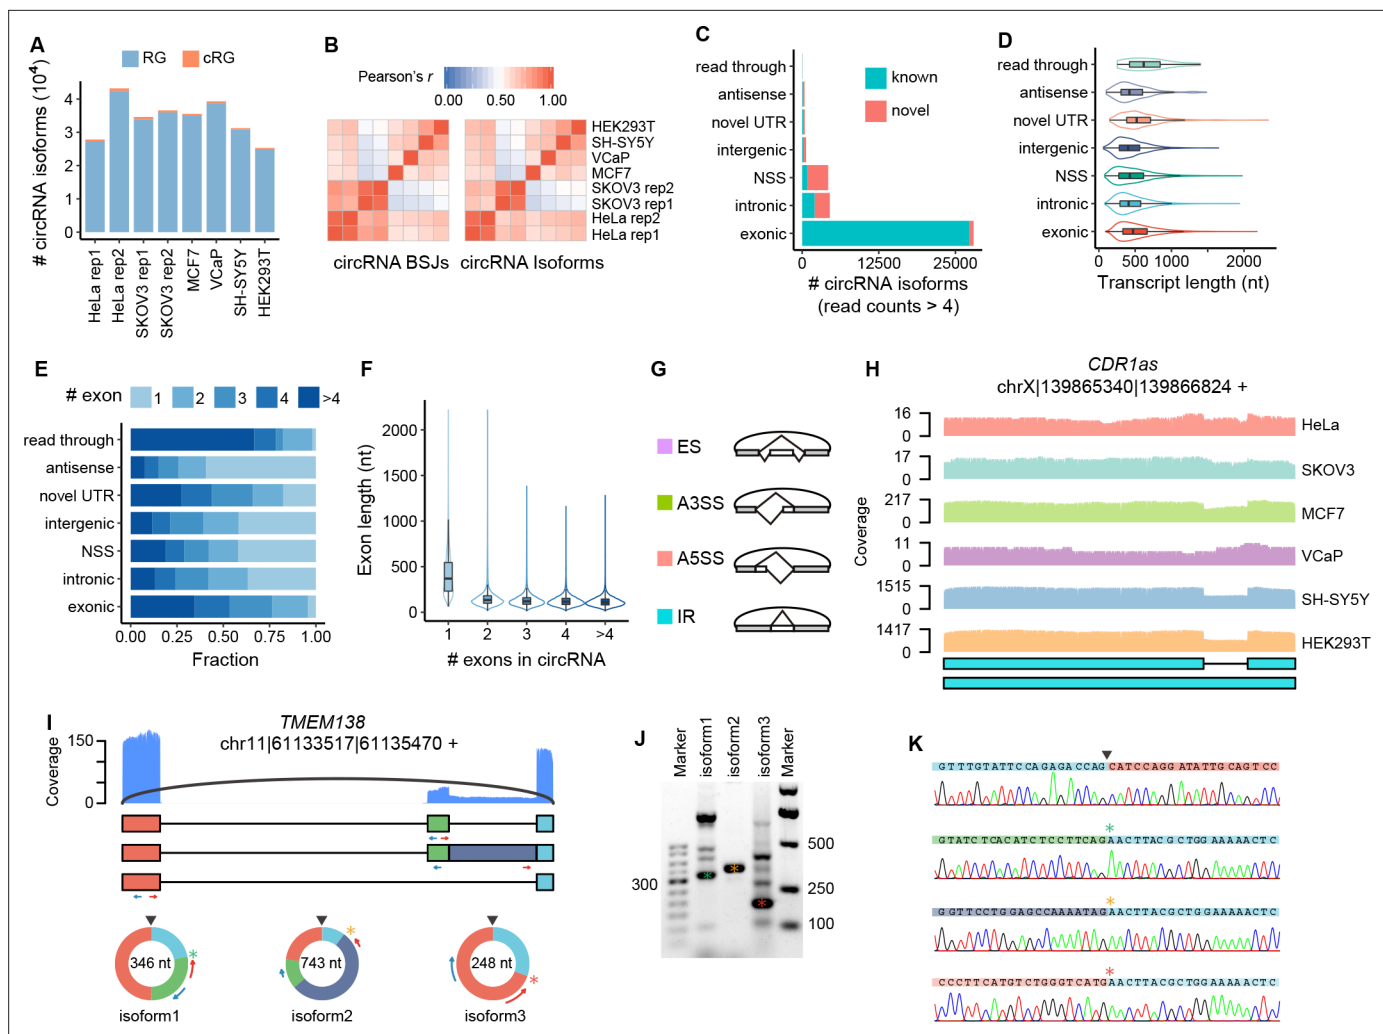 A
RG
cRG
# circRNA isoforms (10⁴)
4
3
2
1
0
HeLa rep1
HeLa rep2
SKOV3 rep1
SKOV3 rep2
MCF7
VCaP
SH-SY5Y
HEK293T
B
Pearson's r
0.00
0.50
1.00
HEK293T
SH-SY5Y
VCaP
MCF7
SKOV3 rep2
SKOV3 rep1
HeLa rep2
HeLa rep1
circRNA BSJs
circRNA Isoforms
C
read through
antisense
novel UTR
intergenic
NSS
intronic
exonic
known
novel
0
12500
25000
# circRNA isoforms
(read counts > 4)
D
read through
antisense
novel UTR
intergenic
NSS
intronic
exonic
0
500
1000
1500
2000
Transcript length (nt)
E
# exon
1
2
3
4
>4
read through
antisense
novel UTR
intergenic
NSS
intronic
exonic
0.00
0.25
0.50
0.75
1.00
Fraction
F
Exon length (nt)
2000
1500
1000
500
0
1
2
3
4
>4
# exons in circRNA
G
ES
A3SS
A5SS
IR
H
CDR1as
chrX|139865340|139866824 +
Coverage
16
0
HeLa
17
0
SKOV3
217
0
MCF7
11
0
VCaP
1515
0
SH-SY5Y
1417
0
HEK293T
I
TMEM138
chr11|61133517|61135470 +
Coverage
150
0
346 nt
743 nt
248 nt
isoform1
isoform2
isoform3
J
Marker
isoform1
isoform2
isoform3
Marker
300
500
250
100
K
GTTTGTATTCCAGAGACCAGCATCCAGGATATTGCAGTCC
GTATCTCACATCTCCTTCAGAACTTACGCTGGAAAAACTC
GGTTCCTGGAGCCAAAATAGAACTTACGCTGGAAAAACTC
CCCTTCATGTCTGGGTCATGAACTTACGCTGGAAAAACTC